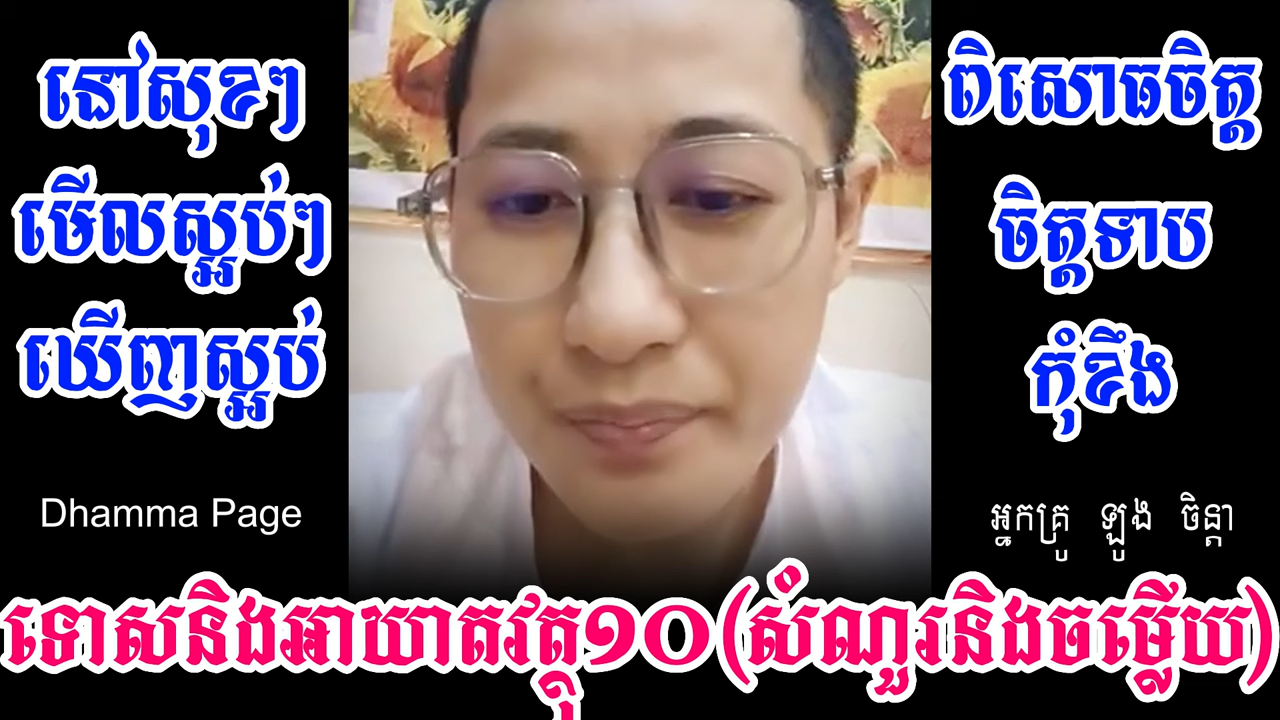 នៅសុខៗ
មើលស្អប់ៗ
ឃើញស្អប់
Dhamma Page
ពិសោធចិត្ត
ចិត្តទាប
កុំខឹង
អ្នកគ្រូ ឡុង ចិន្តា
ទោសនិងអាឃាតវត្ថុ១០(សំណួរនិងចម្លើយ)